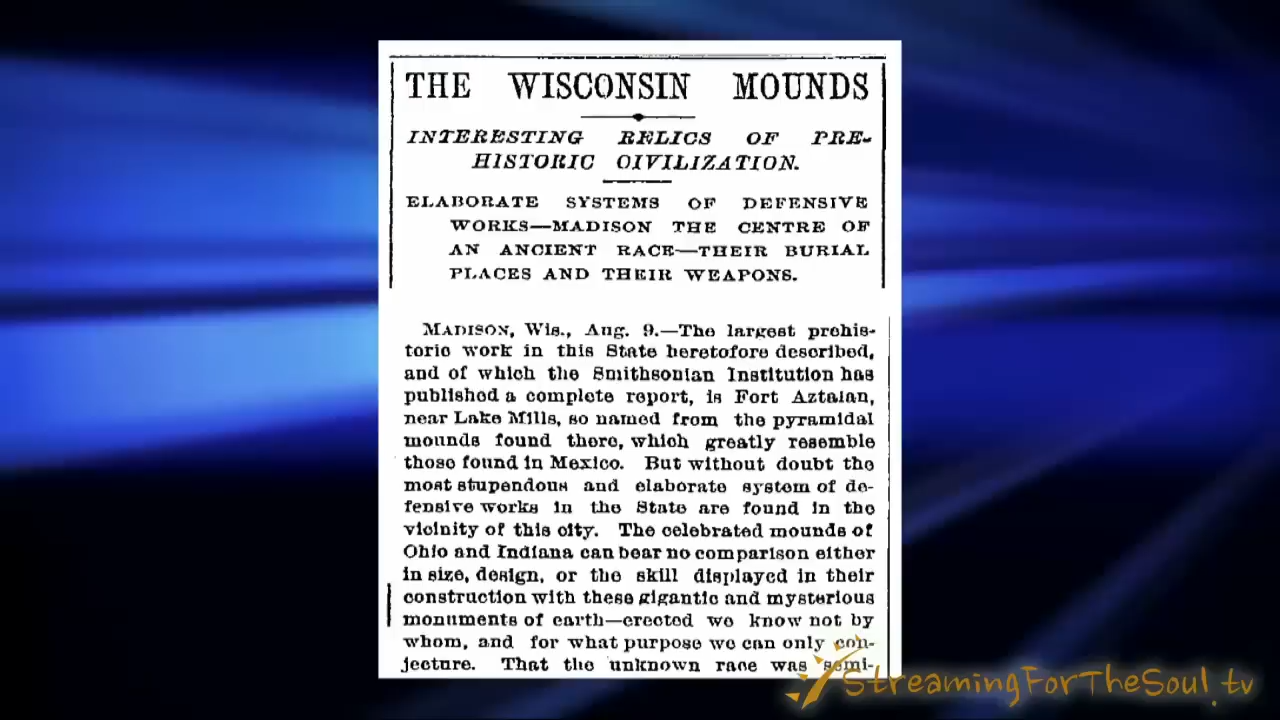 THE WISCONSIN MOUNDS
INTERESTING RELICS OF PRE-
HISTORIC CIVILIZATION.
ELABORATE SYSTEMS OF DEFENSIVE
WORKS—MADISON THE CENTRE OF
AN ANCIENT RACE—THEIR BURIAL
PLACES AND THEIR WEAPONS.
MADISON, Wis., Aug. 9.—The largest prehis-
toric work in this State heretofore described,
and of which the Smithsonian Institution has
published a complete report, is Fort Aztalan,
near Lake Mills, so named from the pyramidal
mounds found there, which greatly resemble
those found in Mexico. But without doubt the
most stupendous and elaborate system of de-
fensive works in the State are found in the
vicinity of this city. The celebrated mounds of
Ohio and Indiana can bear no comparison either
in size, design, or the skill displayed in their
construction with these gigantic and mysterious
monuments of earth—erected we know not by
whom, and for what purpose we can only con-
jecture. That the unknown race was semi-
StreamingForTheSoul.tv